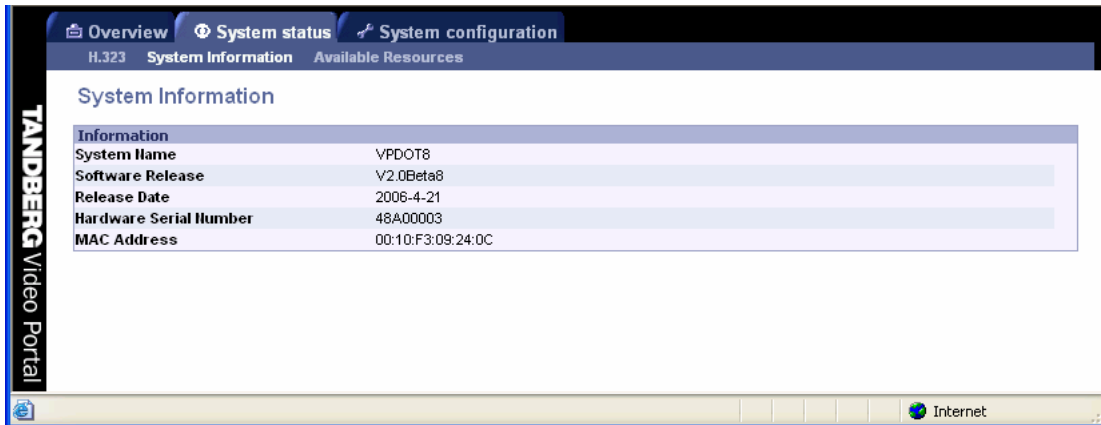 Overview System status System configuration
H.323 System Information Available Resources
System Information
Information
System Name VPDOT8
Software Release V2.0Beta8
Release Date 2006-4-21
Hardware Serial Number 48A00003
MAC Address 00:10:F3:09:24:0C
TANDBERG Video Portal
Internet